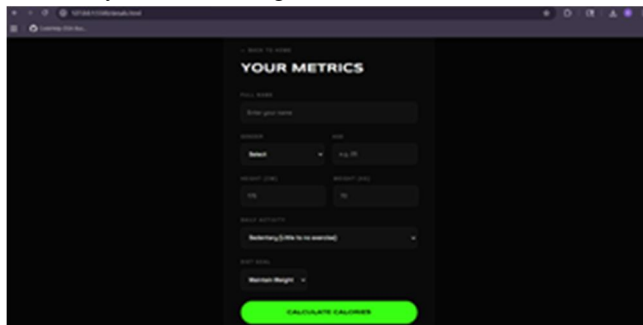 ← BACK TO HOME
YOUR METRICS
FULL NAME
Enter your name
GENDER AGE
Select e.g. 25
HEIGHT (CM) WEIGHT (KG)
175 70
DAILY ACTIVITY
Sedentary (Little to no exercise)
DIET GOAL
Maintain Weight
CALCULATE CALORIES